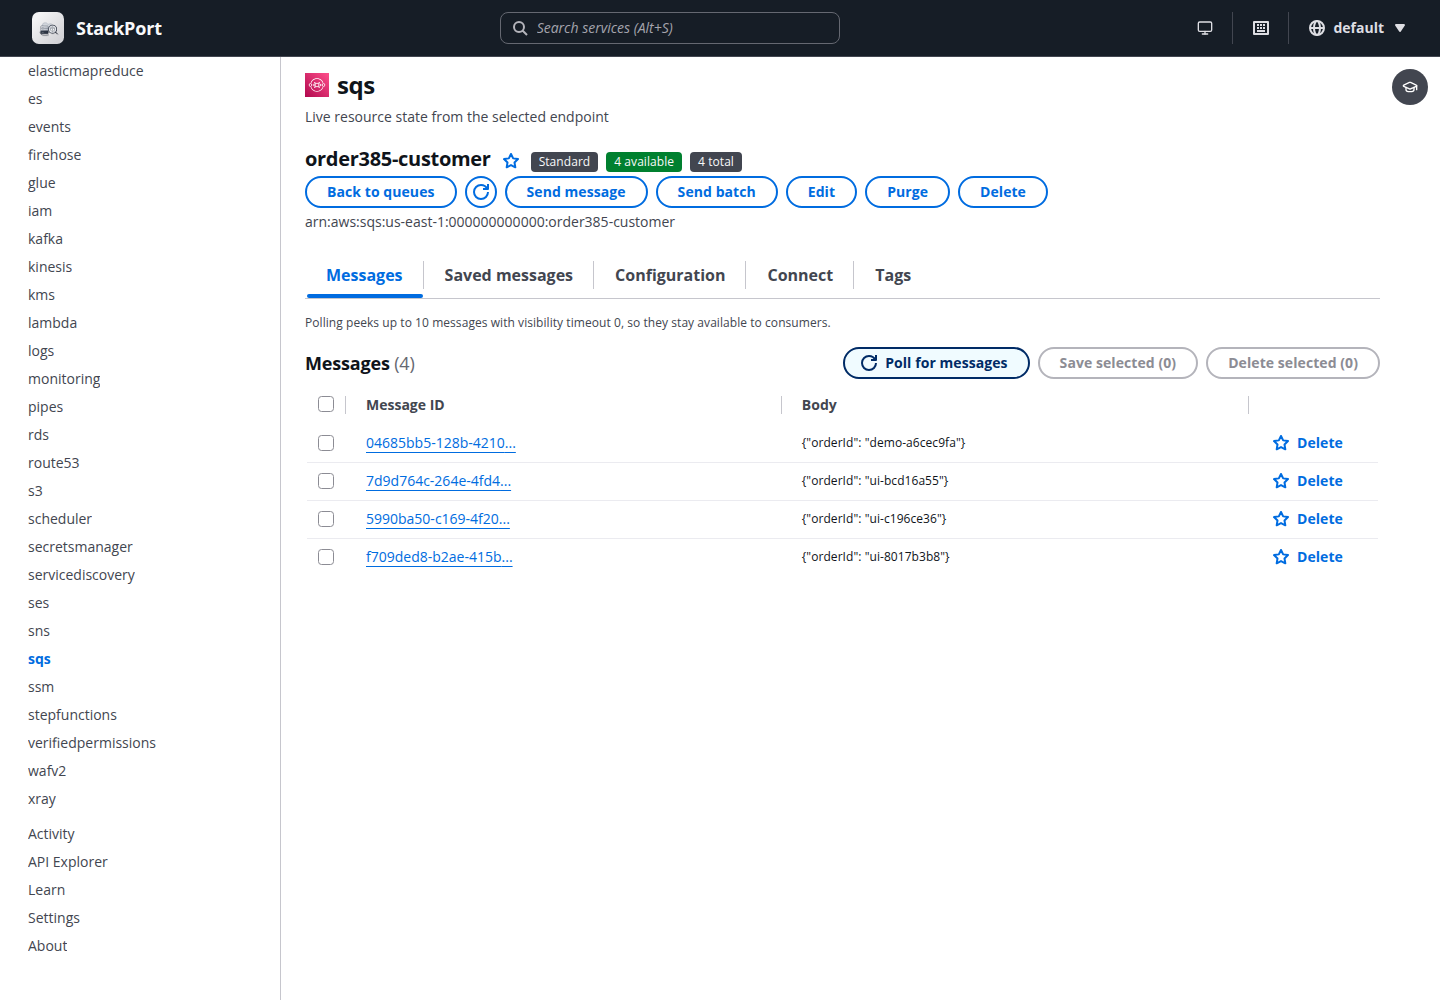 StackPort
Search services (Alt+S)
default
elasticmapreduce
es
events
firehose
glue
iam
kafka
kinesis
kms
lambda
logs
monitoring
pipes
rds
route53
s3
scheduler
secretsmanager
servicediscovery
ses
sns
sqs
ssm
stepfunctions
verifiedpermissions
wafv2
xray
Activity
API Explorer
Learn
Settings
About
sqs
Live resource state from the selected endpoint
order385-customer Standard 4 available 4 total
Back to queues Send message Send batch Edit Purge Delete
arn:aws:sqs:us-east-1:000000000000:order385-customer
Messages Saved messages Configuration Connect Tags
Polling peeks up to 10 messages with visibility timeout 0, so they stay available to consumers.
Messages (4) Poll for messages Save selected (0) Delete selected (0)
Message ID Body
04685bb5-128b-4210... {"orderId": "demo-a6cec9fa"} Delete
7d9d764c-264e-4fd4... {"orderId": "ui-bcd16a55"} Delete
5990ba50-c169-4f20... {"orderId": "ui-c196ce36"} Delete
f709ded8-b2ae-415b... {"orderId": "ui-8017b3b8"} Delete